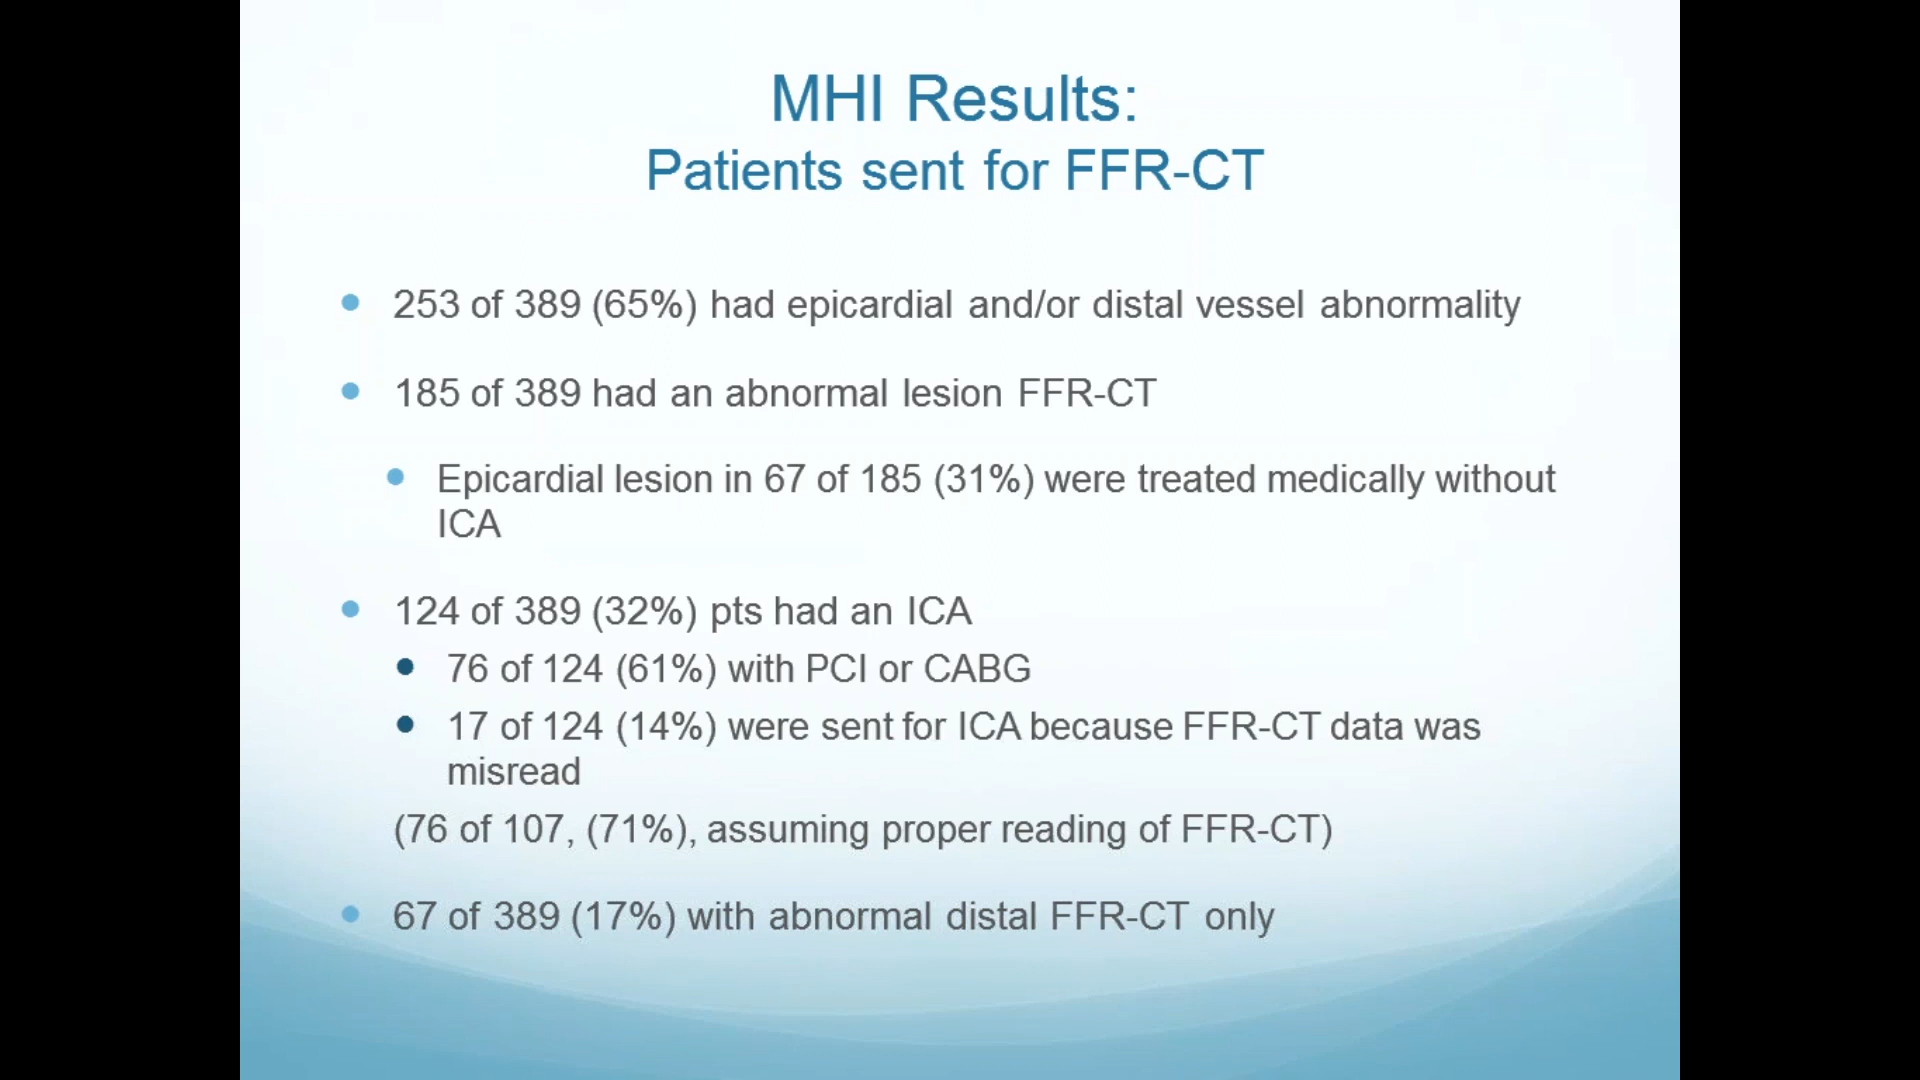 MHI Results:
Patients sent for FFR-CT
253 of 389 (65%) had epicardial and/or distal vessel abnormality
185 of 389 had an abnormal lesion FFR-CT
Epicardial lesion in 67 of 185 (31%) were treated medically without
ICA
124 of 389 (32%) pts had an ICA
76 of 124 (61%) with PCI or CABG
17 of 124 (14%) were sent for ICA because FFR-CT data was
misread
(76 of 107, (71%), assuming proper reading of FFR-CT)
67 of 389 (17%) with abnormal distal FFR-CT only